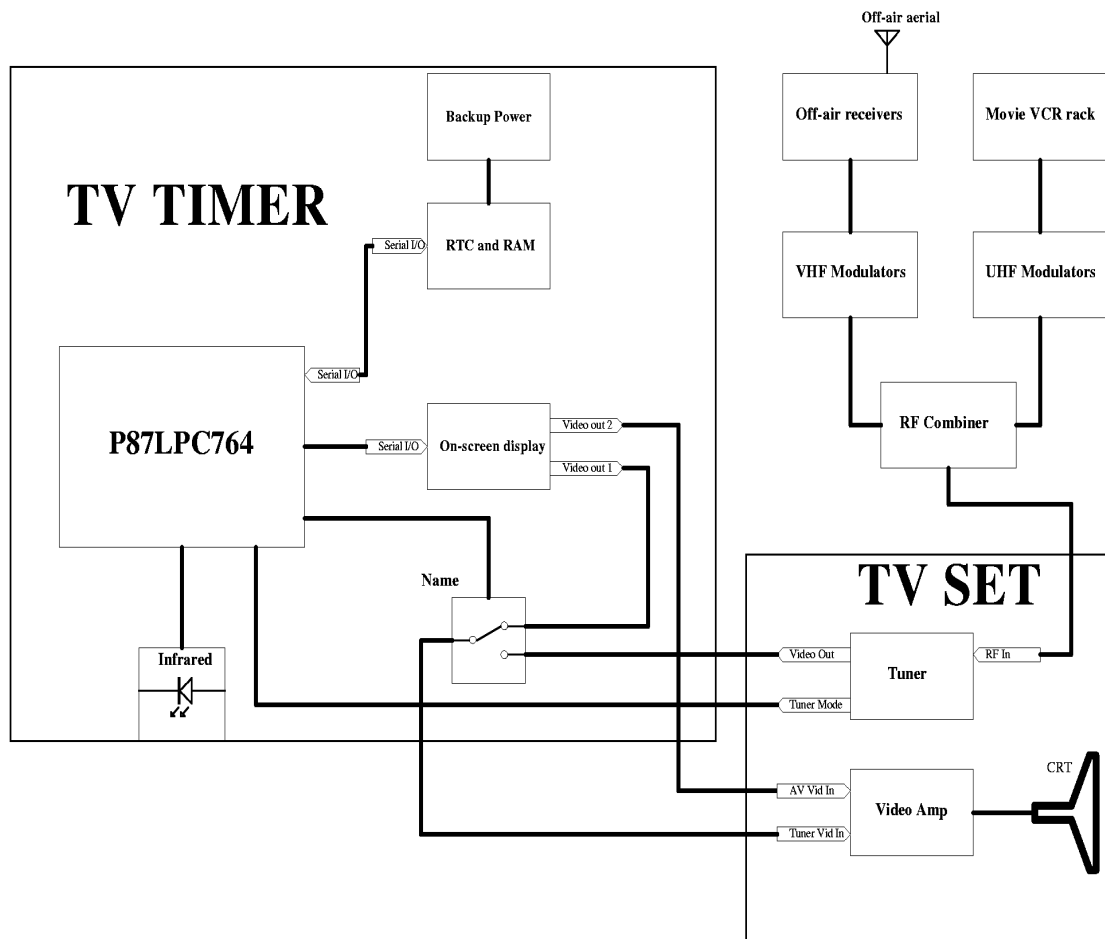 Off-air aerial
Backup Power
Off-air receivers
Movie VCR rack
TV TIMER
Serial I/O
RTC and RAM
VHF Modulators
UHF Modulators
Serial I/O
P87LPC764
Serial I/O
On-screen display
Video out 2
Video out 1
RF Combiner
Name
TV SET
Infrared
Video Out
Tuner
RF In
Tuner Mode
CRT
AV Vid In
Video Amp
Tuner Vid In